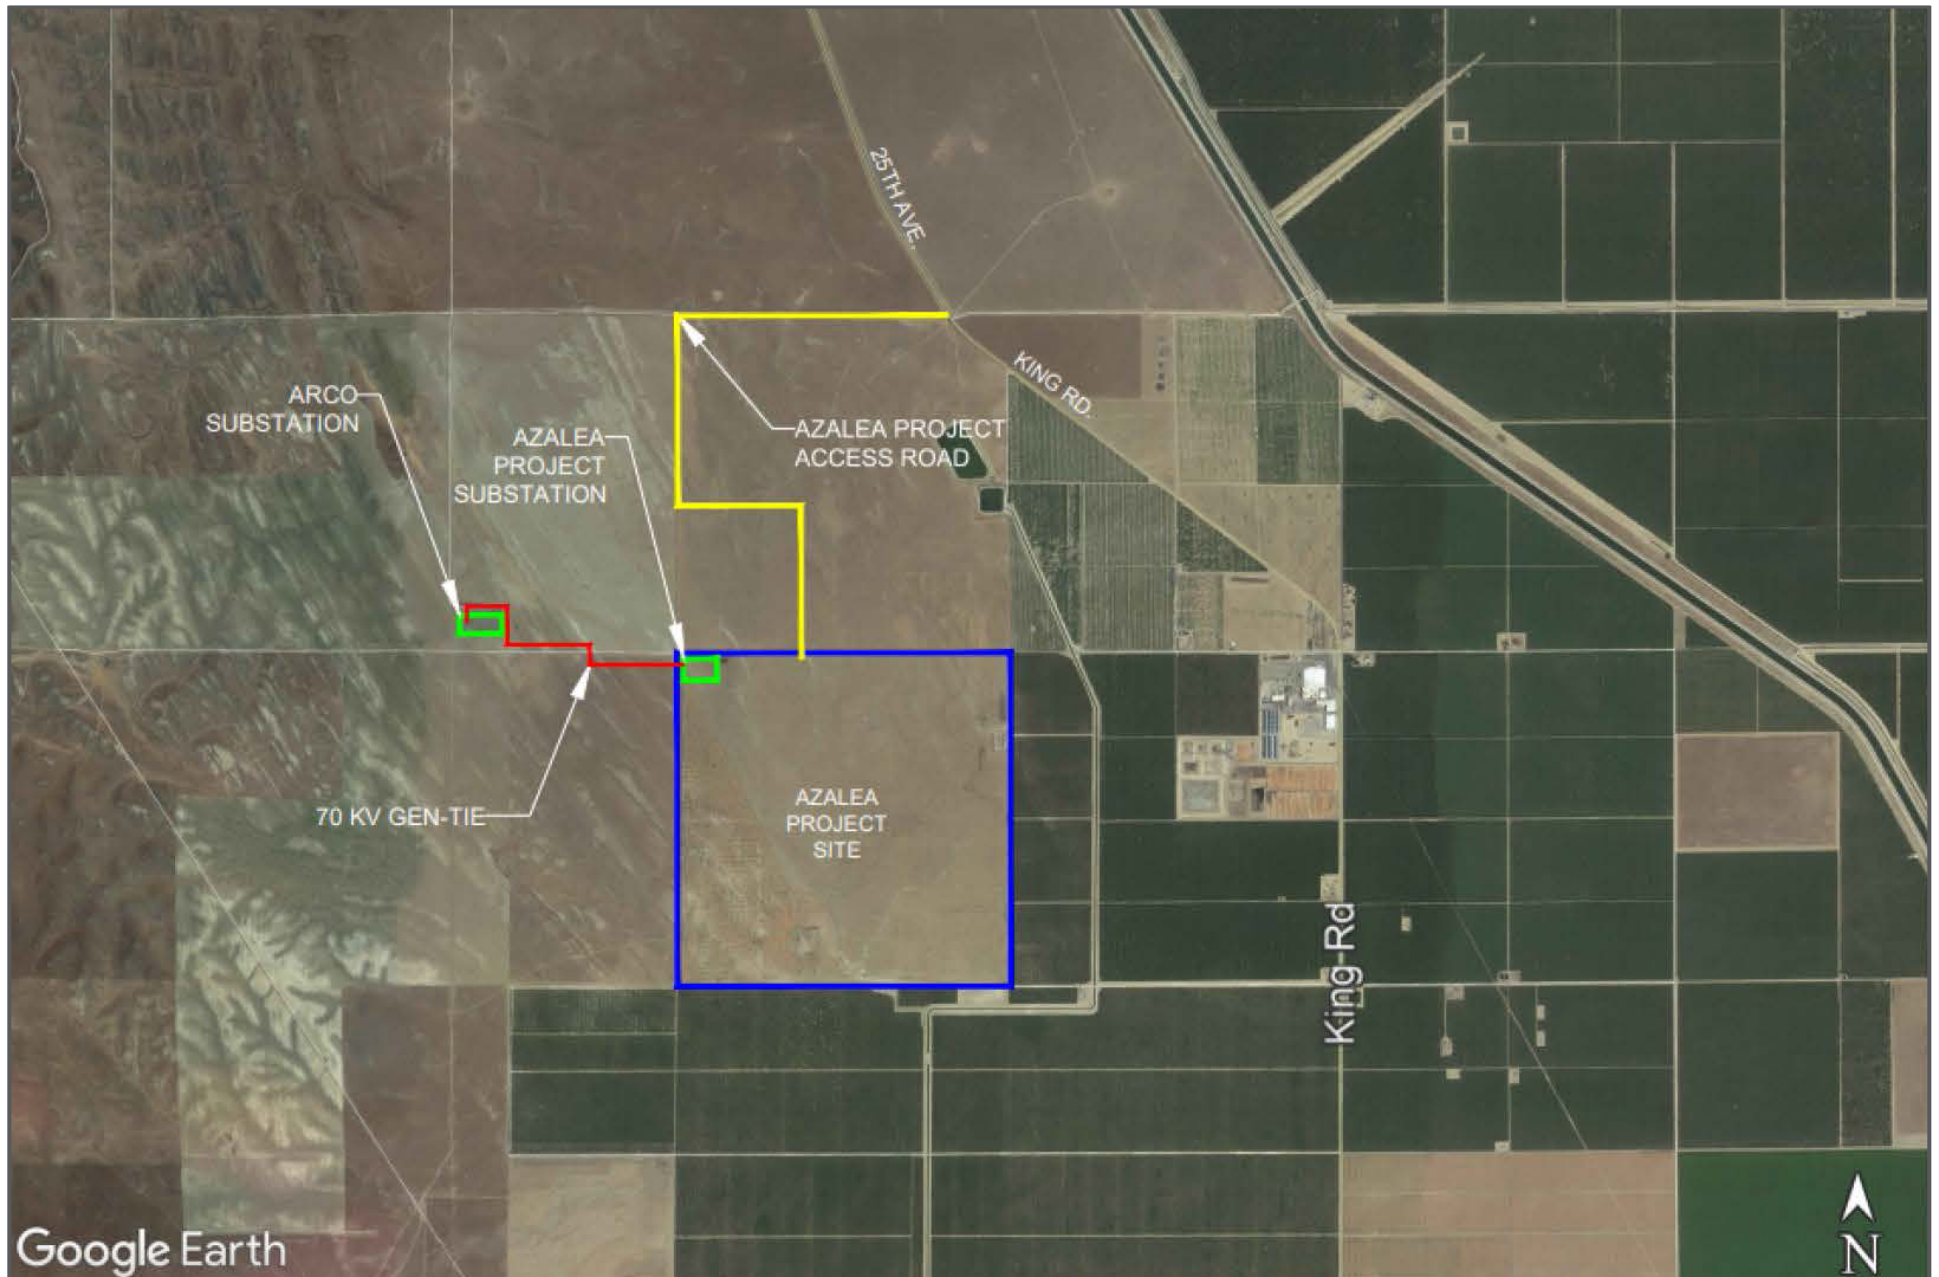 25TH AVE.
KING RD.
ARCO
SUBSTATION
AZALEA
PROJECT
SUBSTATION
AZALEA PROJECT
ACCESS ROAD
70 KV GEN-TIE
AZALEA
PROJECT
SITE
King Rd
Google Earth
N